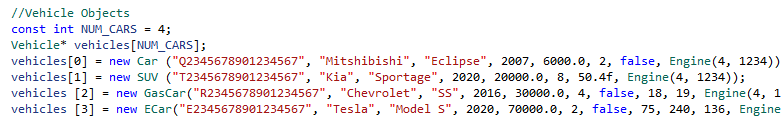 //Vehicle Objects
const int NUM_CARS = 4;
Vehicle* vehicles[NUM_CARS];
vehicles[0] = new Car ("Q2345678901234567", "Mitshibishi", "Eclipse", 2007, 6000.0, 2, false, Engine(4, 1234))
vehicles[1] = new SUV ("T2345678901234567", "Kia", "Sportage", 2020, 20000.0, 8, 50.4f, Engine(4, 1234));
vehicles [2] = new GasCar("R2345678901234567", "Chevrolet", "SS", 2016, 30000.0, 4, false, 18, 19, Engine(4, 1
vehicles [3] = new ECar("E2345678901234567", "Tesla", "Model S", 2020, 70000.0, 2, false, 75, 240, 136, Engine